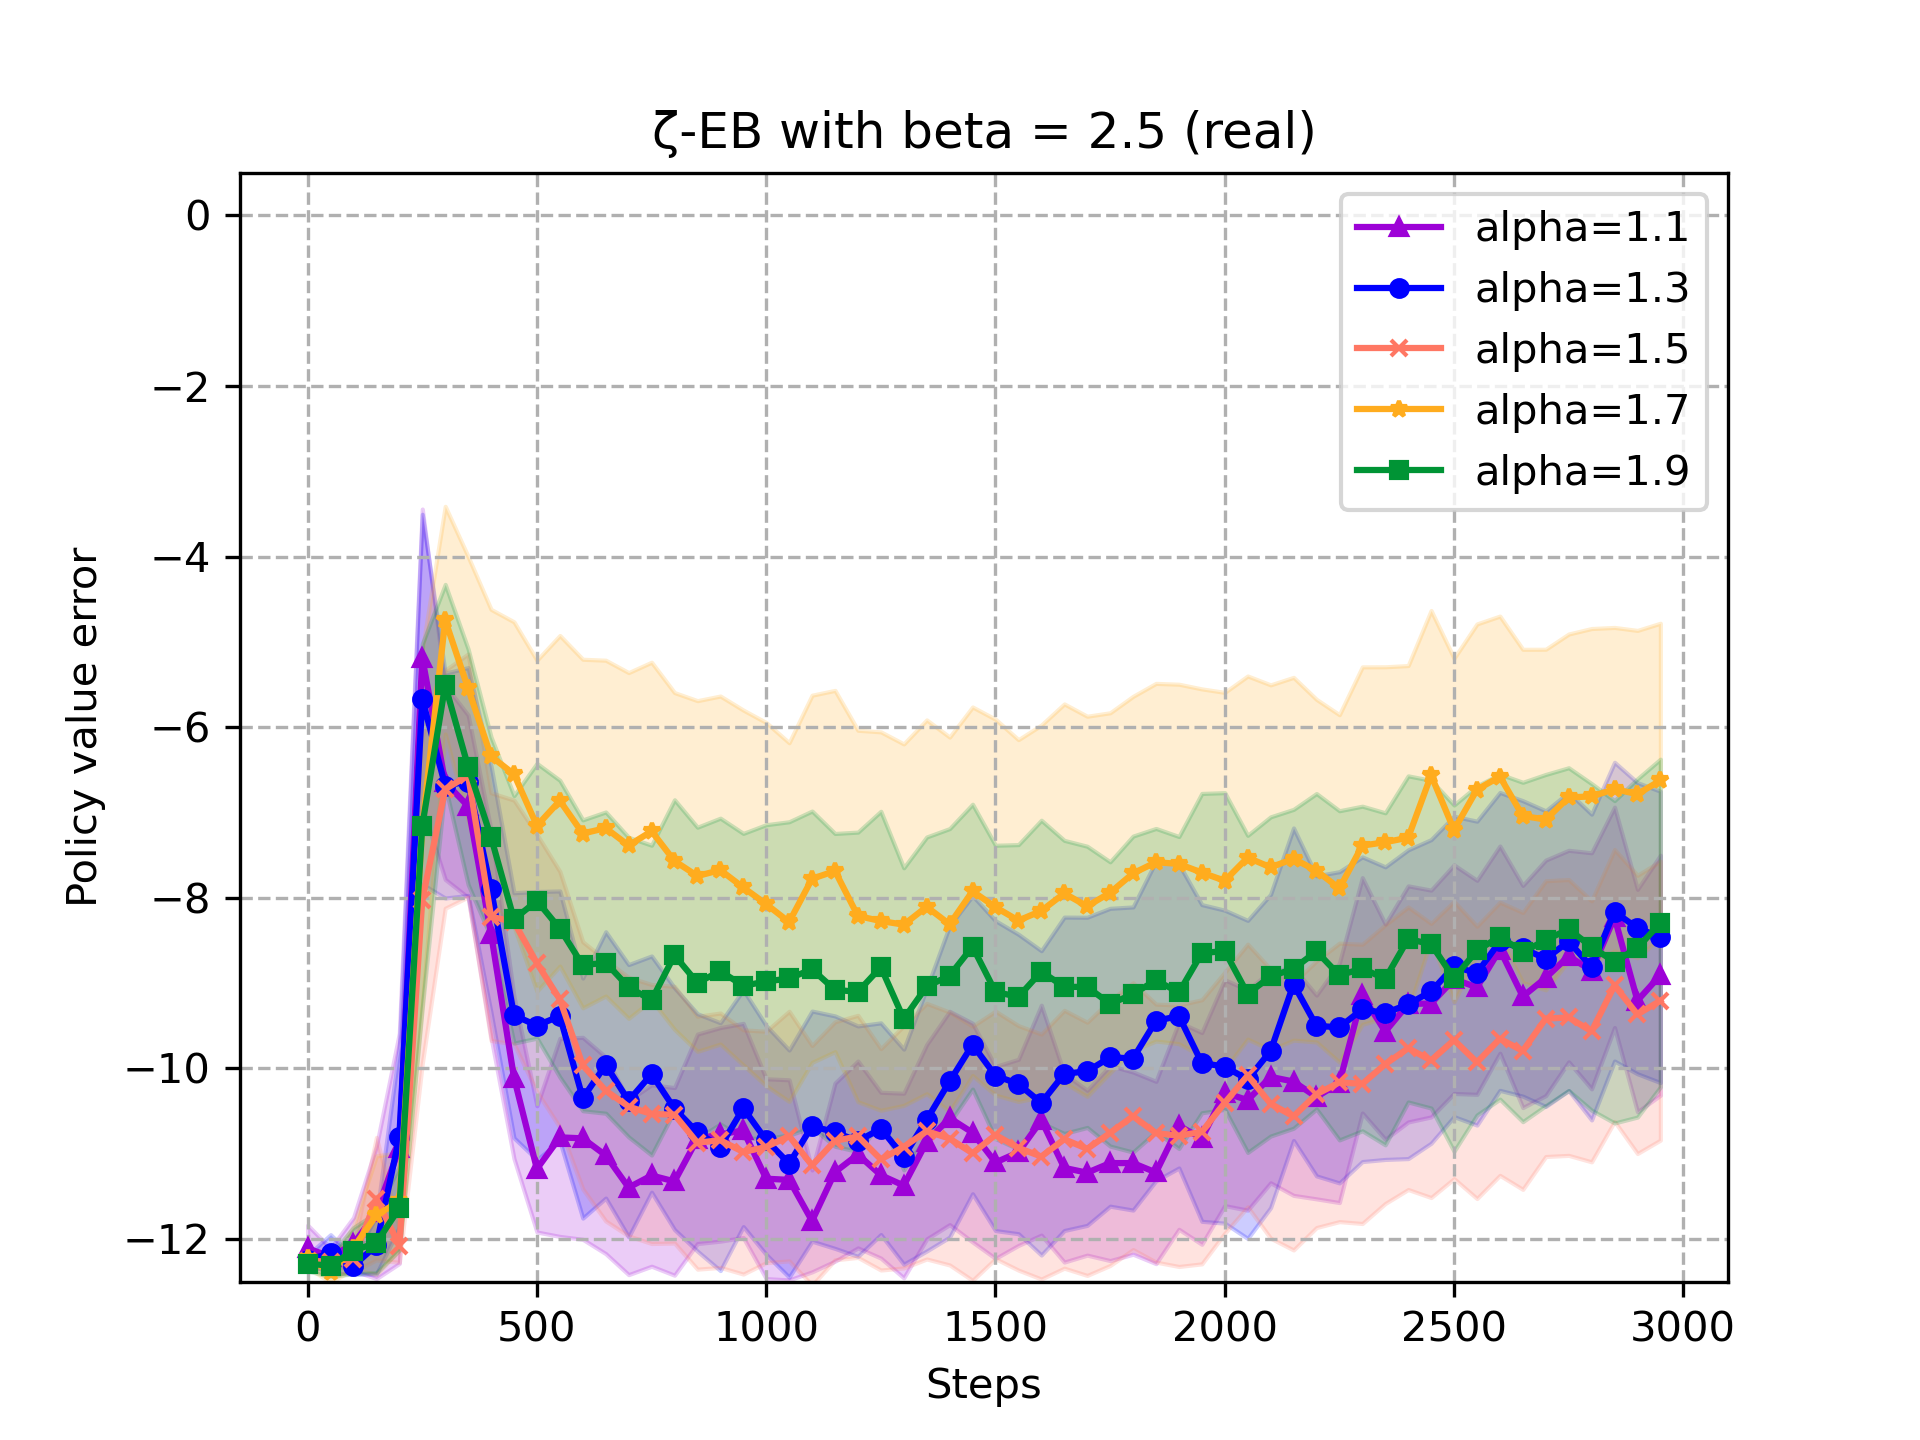 ζ-EB with beta = 2.5 (real)
0
−2
−4
−6
−8
−10
−12
Policy value error
alpha=1.1
alpha=1.3
alpha=1.5
alpha=1.7
alpha=1.9
0 500 1000 1500 2000 2500 3000
Steps